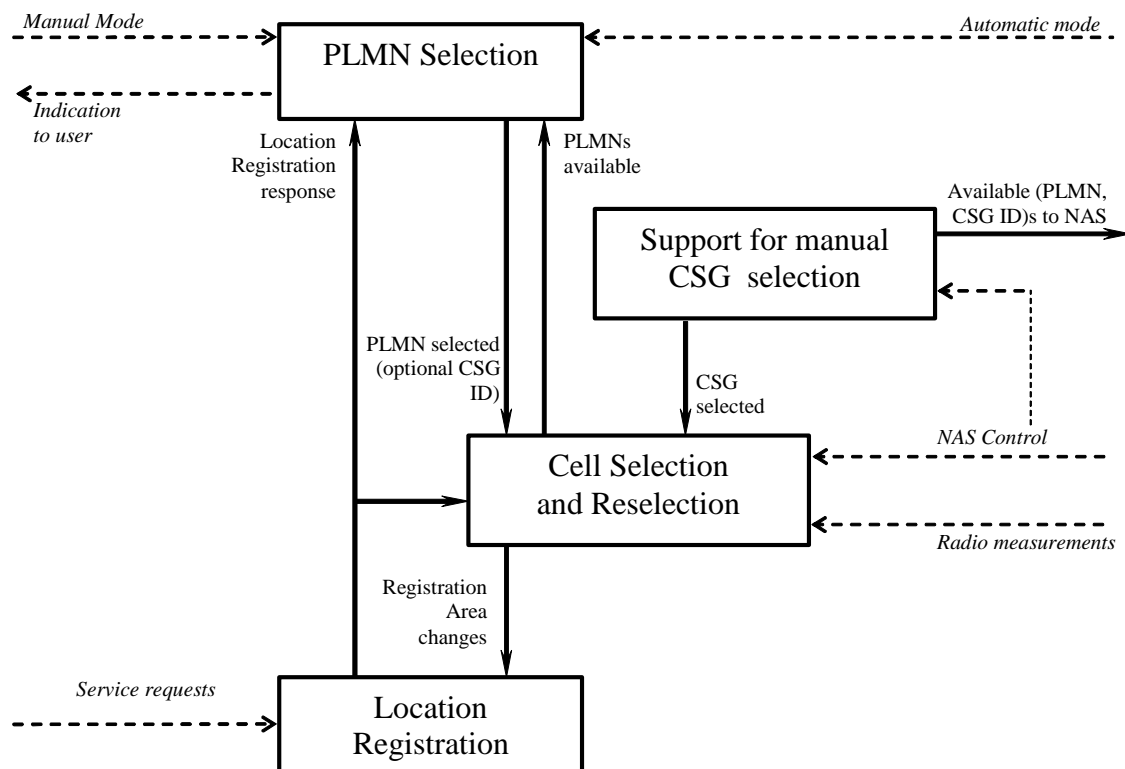 Manual Mode
Automatic mode
PLMN Selection
Indication
to user
Location
Registration
response
PLMNs
available
Available (PLMN,
CSG ID)s to NAS
Support for manual
CSG selection
PLMN selected
(optional CSG
ID)
CSG
selected
NAS Control
Cell Selection
and Reselection
Radio measurements
Registration
Area
changes
Service requests
Location
Registration